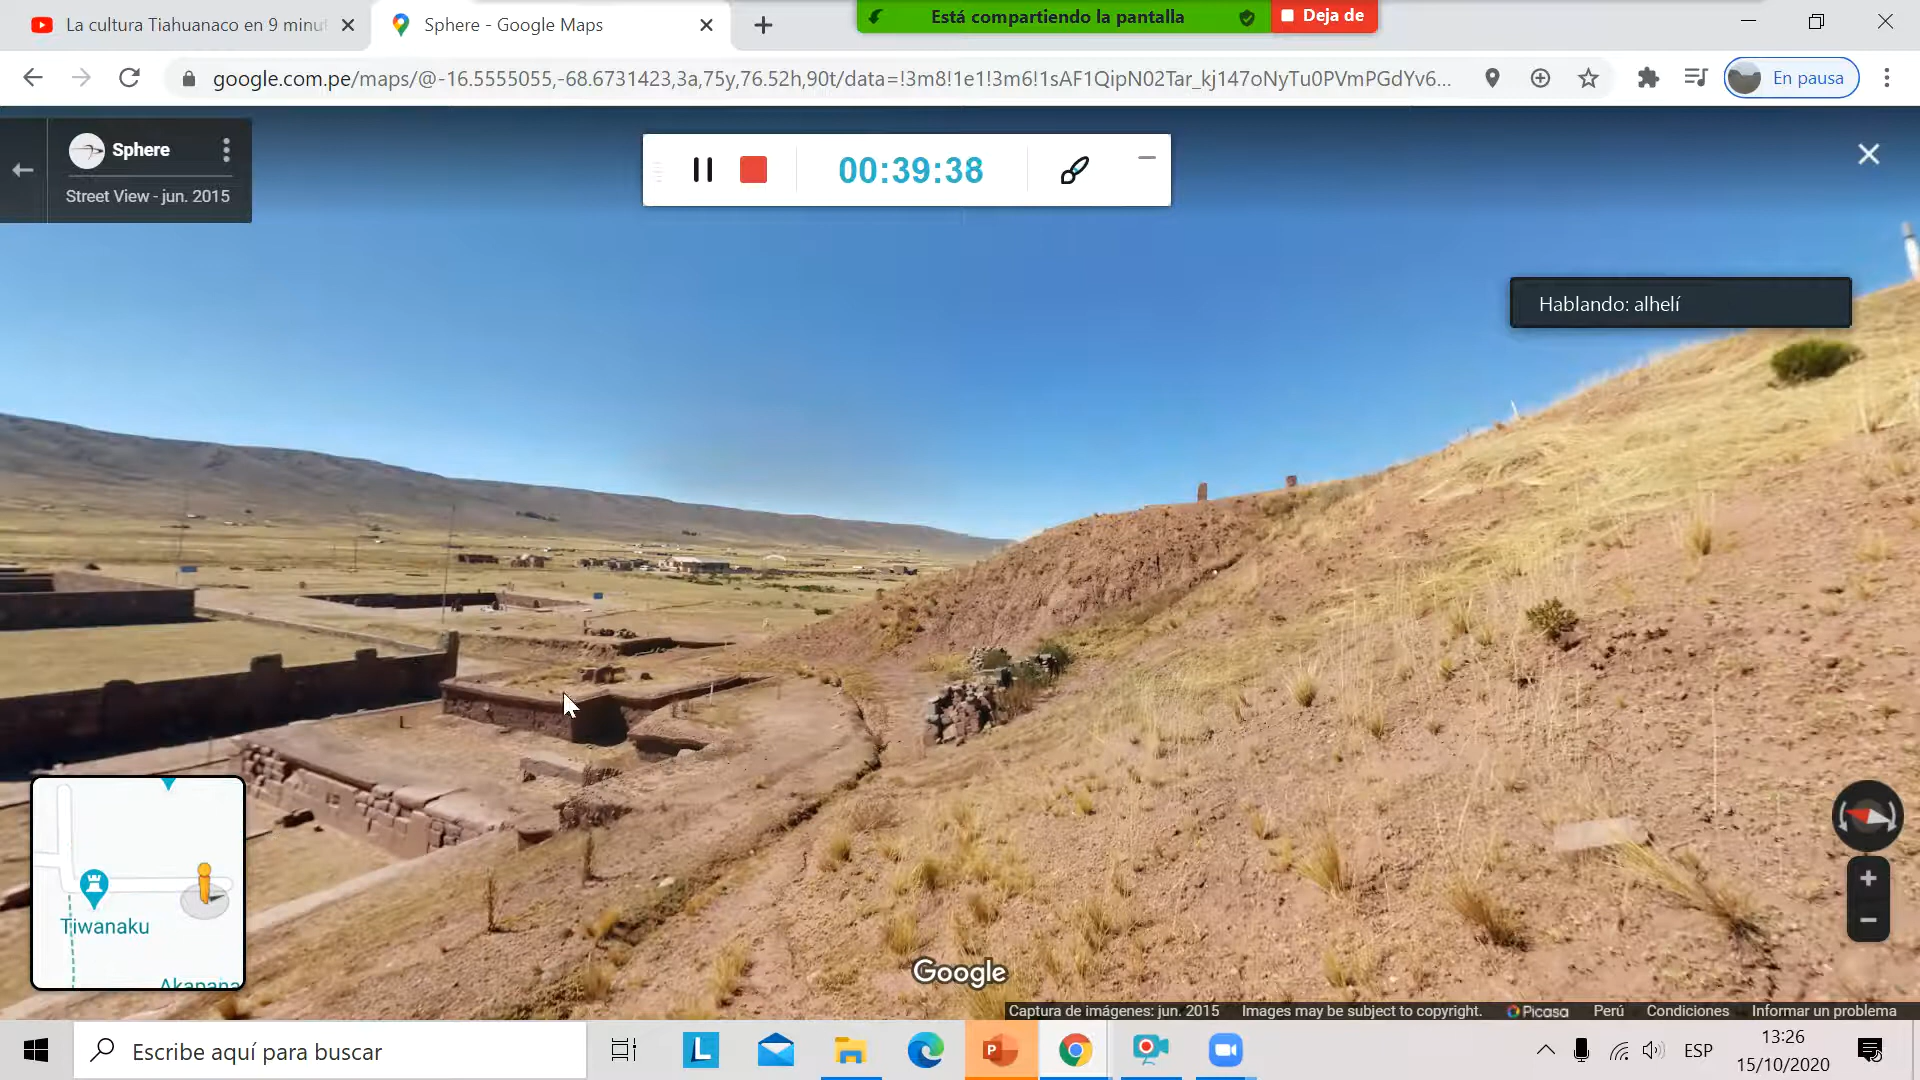 La cultura Tiahuanaco en 9 minu
Sphere - Google Maps
Está compartiendo la pantalla
Deja de
google.com.pe/maps/@-16.5555055,-68.6731423,3a,75y,76.52h,90t/data=!3m8!1e1!3m6!1sAF1QipN02Tar_kj147oNyTu0PVmPGdYv6...
En pausa
Sphere
Street View - jun. 2015
00:39:38
Hablando: alhelí
Tiwanaku
Akapana
Google
Captura de imágenes: jun. 2015 Images may be subject to copyright. Picasa Perú Condiciones Informar un problema
Escribe aquí para buscar
L
P
ESP
13:26
15/10/2020